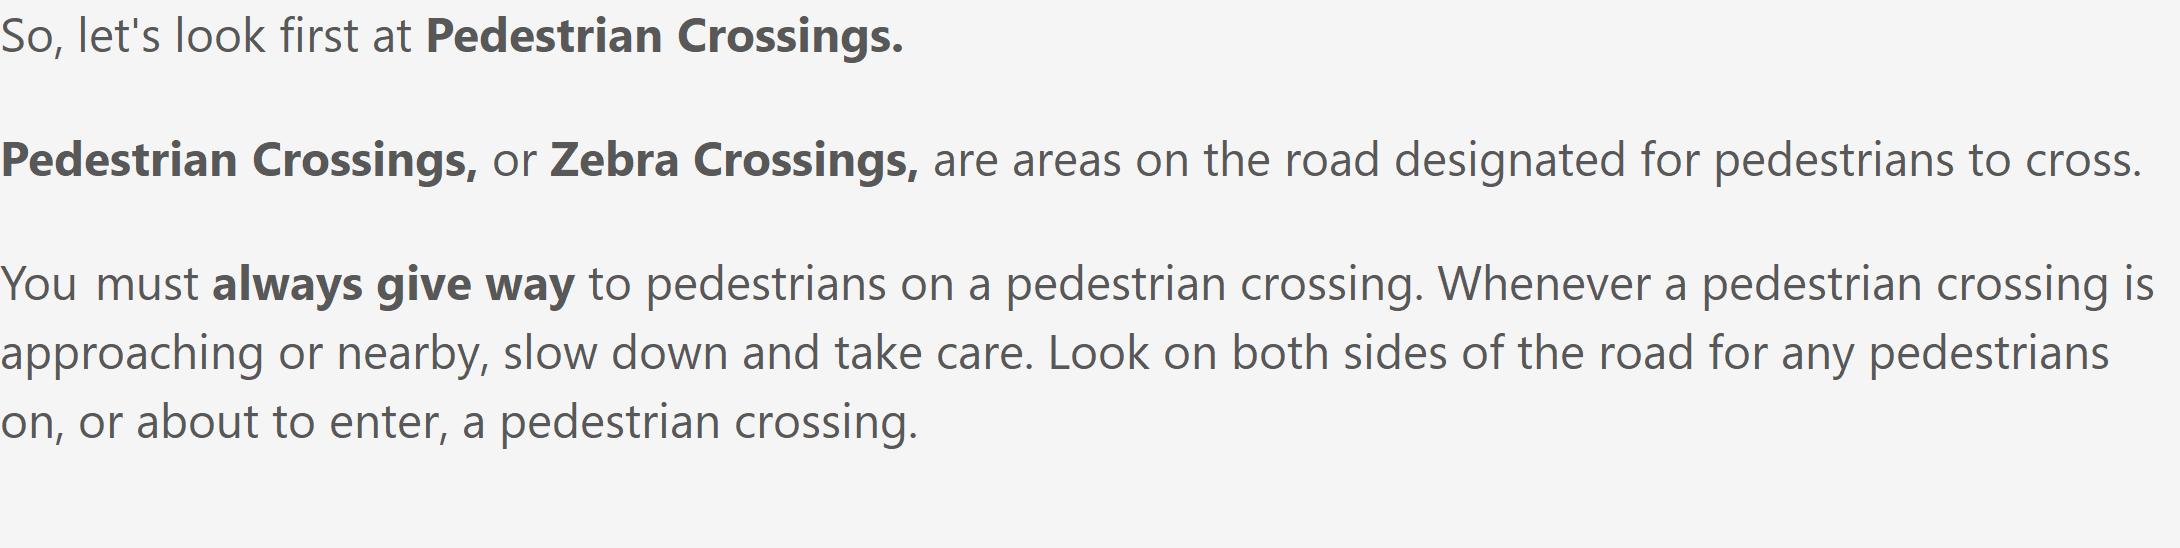 So, let's look first at Pedestrian Crossings.
Pedestrian Crossings, or Zebra Crossings, are areas on the road designated for pedestrians to cross.
You must always give way to pedestrians on a pedestrian crossing. Whenever a pedestrian crossing is
approaching or nearby, slow down and take care. Look on both sides of the road for any pedestrians
on, or about to enter, a pedestrian crossing.